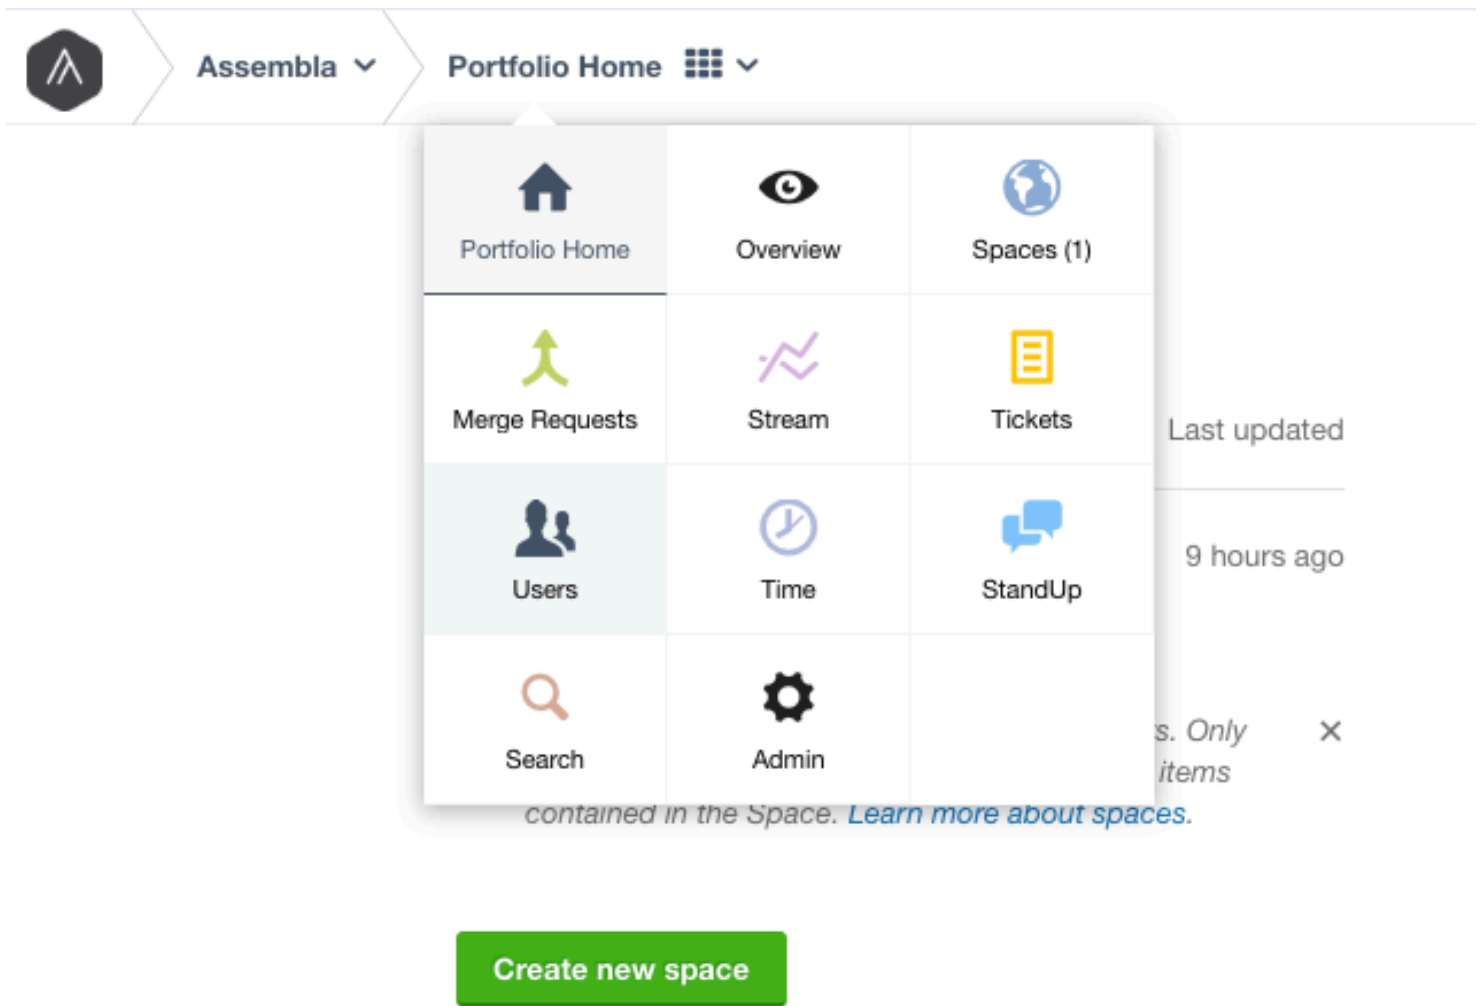 Assembla
Portfolio Home
Portfolio Home
Overview
Spaces (1)
Merge Requests
Stream
Tickets
Last updated
Users
Time
StandUp
9 hours ago
Search
Admin
s. Only
items
contained in the Space. Learn more about spaces.
Create new space